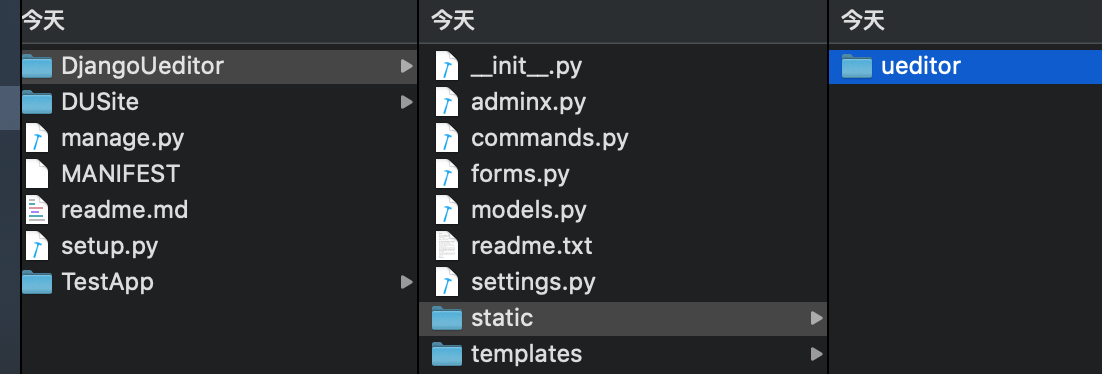 今天
DjangoUeditor
DUSite
manage.py
MANIFEST
readme.md
setup.py
TestApp
今天
__init__.py
adminx.py
commands.py
forms.py
models.py
readme.txt
settings.py
static
templates
今天
ueditor